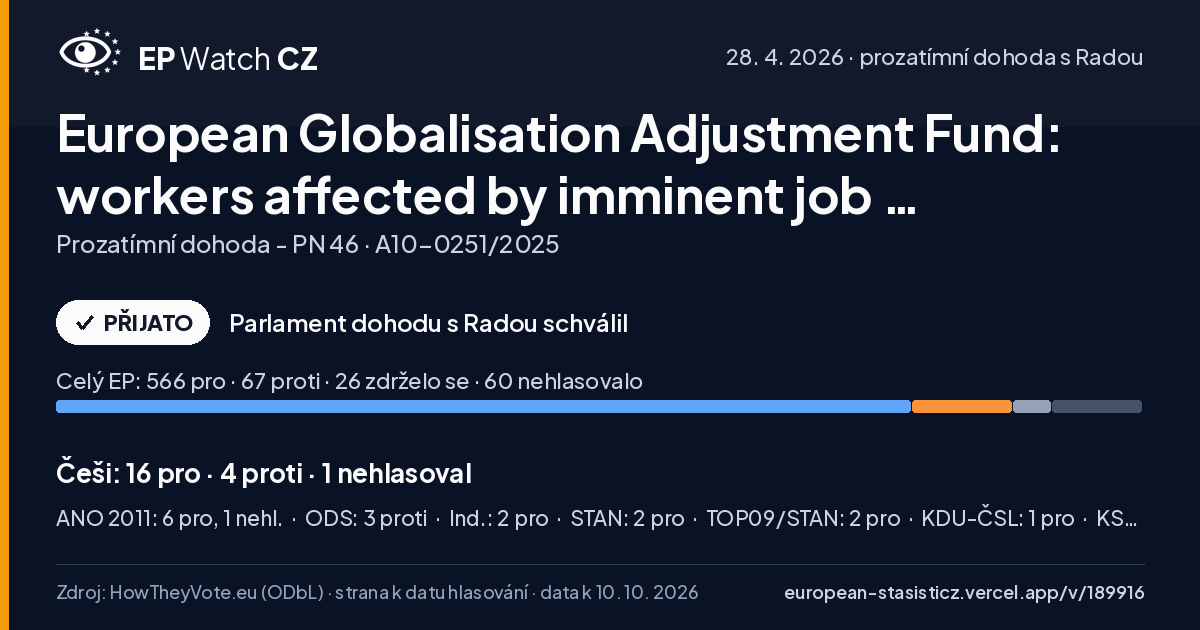 EP Watch CZ
28. 4. 2026 · prozatímní dohoda s Radou
European Globalisation Adjustment Fund:
workers affected by imminent job …
Prozatímní dohoda – PN 46 · A10–0251/2025
✓ PŘIJATO
Parlament dohodu s Radou schválil
Celý EP: 566 pro · 67 proti · 26 zdrželo se · 60 nehlasovalo
Češi: 16 pro · 4 proti · 1 nehlasoval
ANO 2011: 6 pro, 1 nehl. · ODS: 3 proti · Ind.: 2 pro · STAN: 2 pro · TOP09/STAN: 2 pro · KDU-ČSL: 1 pro · KS…
Zdroj: HowTheyVote.eu (ODbL) · strana k datu hlasování · data k 10. 10. 2026
european-stasisticz.vercel.app/v/189916